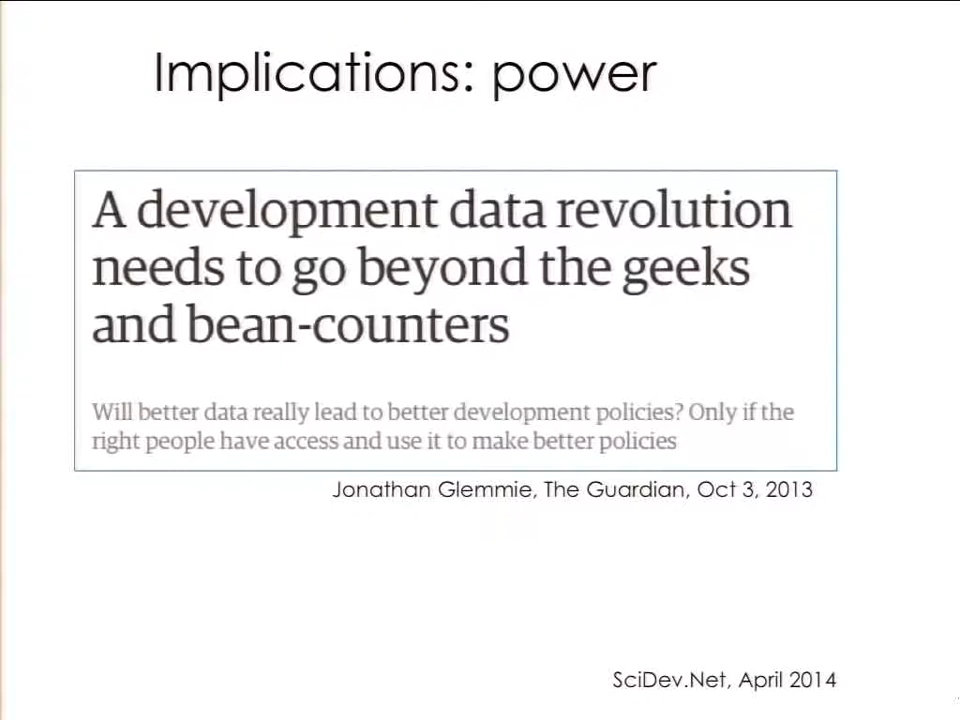 Implications: power
A development data revolution
needs to go beyond the geeks
and bean-counters
Will better data really lead to better development policies? Only if the
right people have access and use it to make better policies
Jonathan Glemmie, The Guardian, Oct 3, 2013
SciDev.Net, April 2014